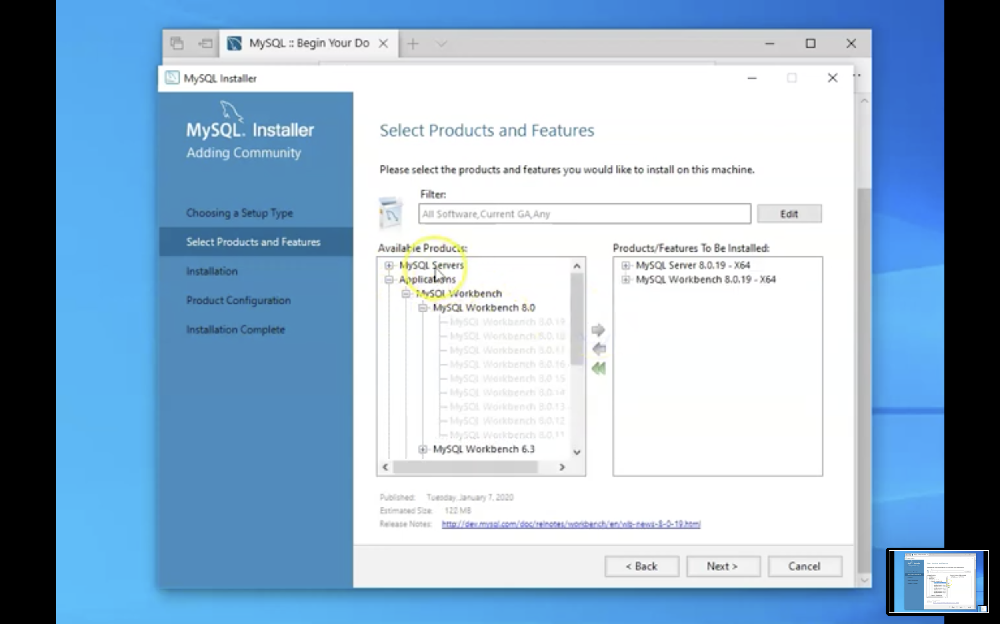 MySQL :: Begin Your Do
MySQL Installer
MySQL. Installer
Adding Community
Choosing a Setup Type
Select Products and Features
Installation
Product Configuration
Installation Complete
Select Products and Features
Please select the products and features you would like to install on this machine.
Filter:
All Software,Current GA,Any
Edit
Available Products:
MySQL Servers
Applications
MySQL Workbench
MySQL Workbench 8.0
MySQL Workbench 8.0.19
MySQL Workbench 8.0.18
MySQL Workbench 8.0.17
MySQL Workbench 8.0.16
MySQL Workbench 8.0.15
MySQL Workbench 8.0.14
MySQL Workbench 8.0.13
MySQL Workbench 8.0.12
MySQL Workbench 8.0.11
MySQL Workbench 6.3
Products/Features To Be Installed:
MySQL Server 8.0.19 - X64
MySQL Workbench 8.0.19 - X64
Published: Tuesday, January 7, 2020
Estimated Size: 122 MB
Release Notes: http://dev.mysql.com/doc/relnotes/workbench/en/wb-news-8-0-19.html
< Back
Next >
Cancel